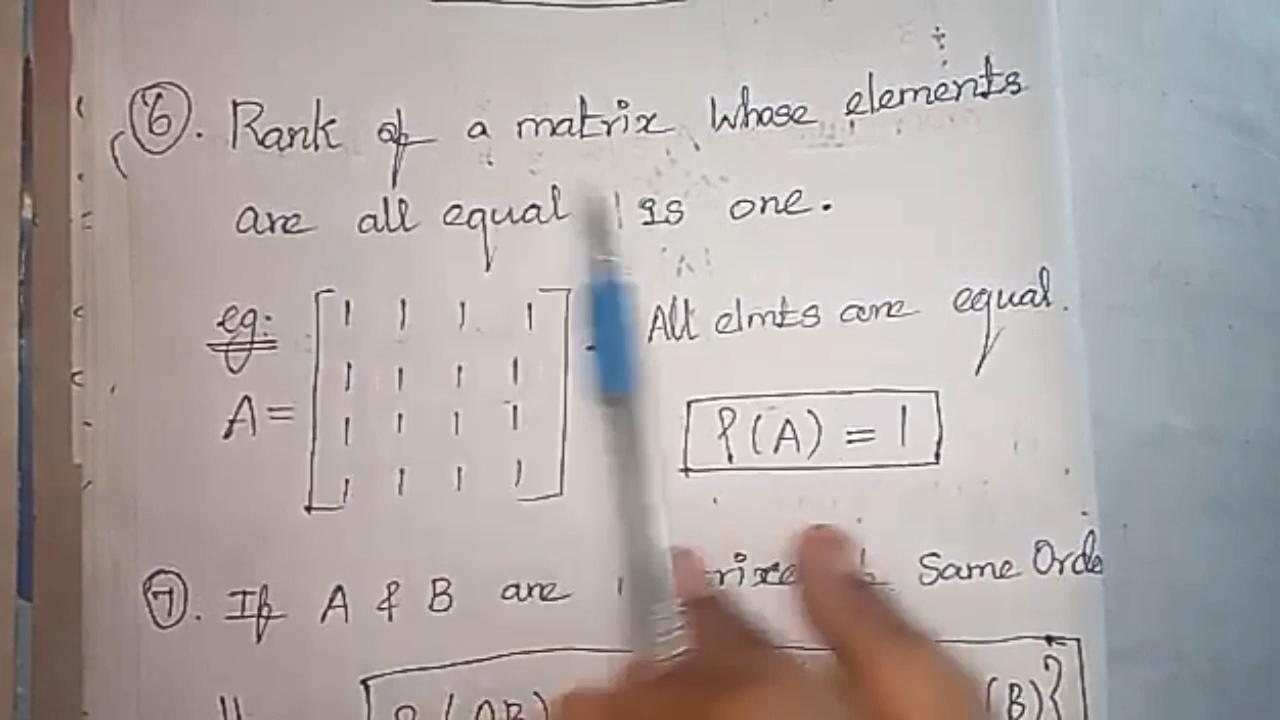 6. Rank of a matrix whose elements
are all equal is one.
eg:
A = [ 1 1 1 1
1 1 1 1
1 1 1 1
1 1 1 1 ]
All elmts are equal.
ρ(A) = 1
7. If A & B are Same Orde
ρ(AB) (B)}